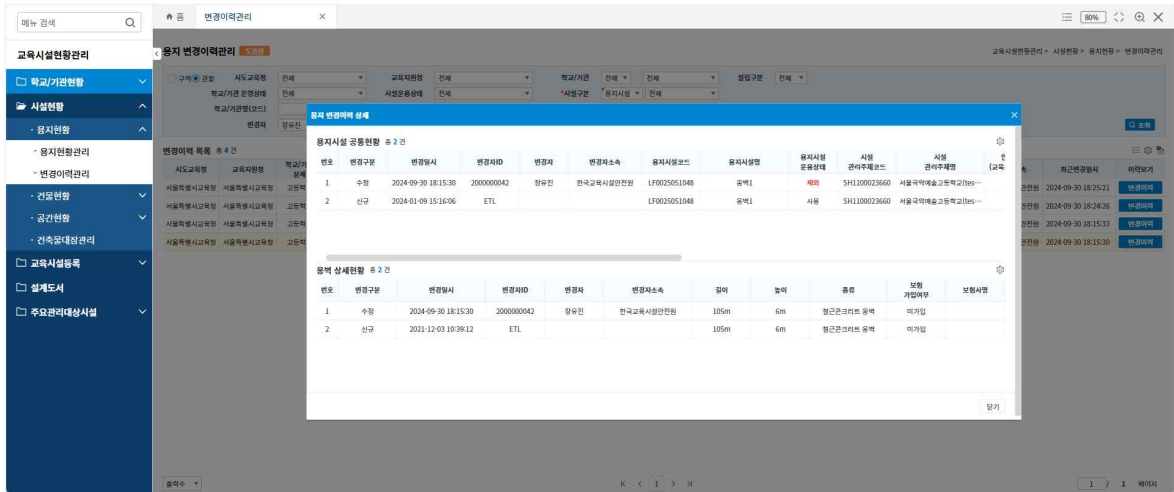 메뉴 검색
홈 변경이력관리 ×
80%
교육시설현황관리
학교/기관현황
시설현황
· 용지현황
- 용지현황관리
- 변경이력관리
· 건물현황
· 공간현황
· 건축물대장관리
교육시설등록
설계도서
주요관리대상시설
용지 변경이력관리 도움말
교육시설현황관리 > 시설현황 > 용지현황 > 변경이력관리
구역 관할 시도교육청 전체 교육지원청 전체 학교/기관 전체 전체 설립구분 전체
학교/기관 운영상태 전체 시설운용상태 전체 *시설구분 용지시설 전체
학교/기관명(코드)
변경자 장유진
조회
변경이력 목록 총 4 건
시도교육청 교육지원청 최근변경일시 이력보기
서울특별시교육청 서울특별시교육청 2024-09-30 18:25:21 변경이력
서울특별시교육청 서울특별시교육청 2024-09-30 18:24:26 변경이력
서울특별시교육청 서울특별시교육청 2024-09-30 18:15:33 변경이력
서울특별시교육청 서울특별시교육청 2024-09-30 18:15:30 변경이력
용지 변경이력 상세 ×
용지시설 공통현황 총 2 건
번호 변경구분 변경일시 변경자ID 변경자 변경자소속 용지시설코드 용지시설명 용지시설 운용상태 시설 관리주체코드 시설 관리주체명
1 수정 2024-09-30 18:15:30 2000000042 장유진 한국교육시설안전원 LF0025051048 옹벽1 제외 SH1100023660 서울국악예술고등학교(tes…
2 신규 2024-01-09 15:16:06 ETL LF0025051048 옹벽1 사용 SH1100023660 서울국악예술고등학교(tes…
옹벽 상세현황 총 2 건
번호 변경구분 변경일시 변경자ID 변경자 변경자소속 길이 높이 종류 보험 가입여부 보험사명
1 수정 2024-09-30 18:15:30 2000000042 장유진 한국교육시설안전원 105m 6m 철근콘크리트 옹벽 미가입
2 신규 2021-12-03 10:39:12 ETL 105m 6m 철근콘크리트 옹벽 미가입
닫기
출력수
1
1 / 1 페이지